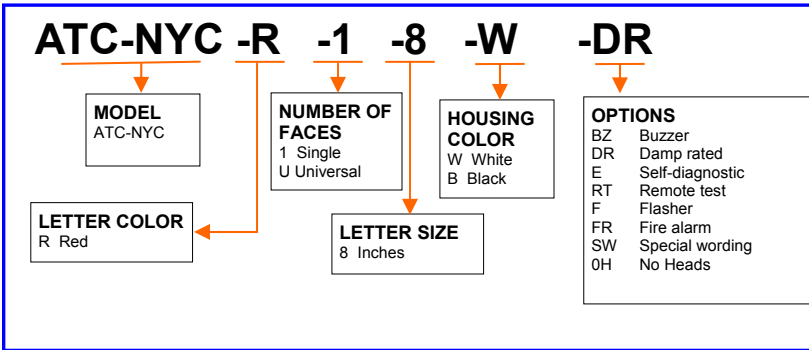 ATC-NYC -R -1 -8 -W -DR
MODEL
ATC-NYC
NUMBER OF
FACES
1 Single
U Universal
HOUSING
COLOR
W White
B Black
OPTIONS
BZ Buzzer
DR Damp rated
E Self-diagnostic
RT Remote test
F Flasher
FR Fire alarm
SW Special wording
0H No Heads
LETTER COLOR
R Red
LETTER SIZE
8 Inches